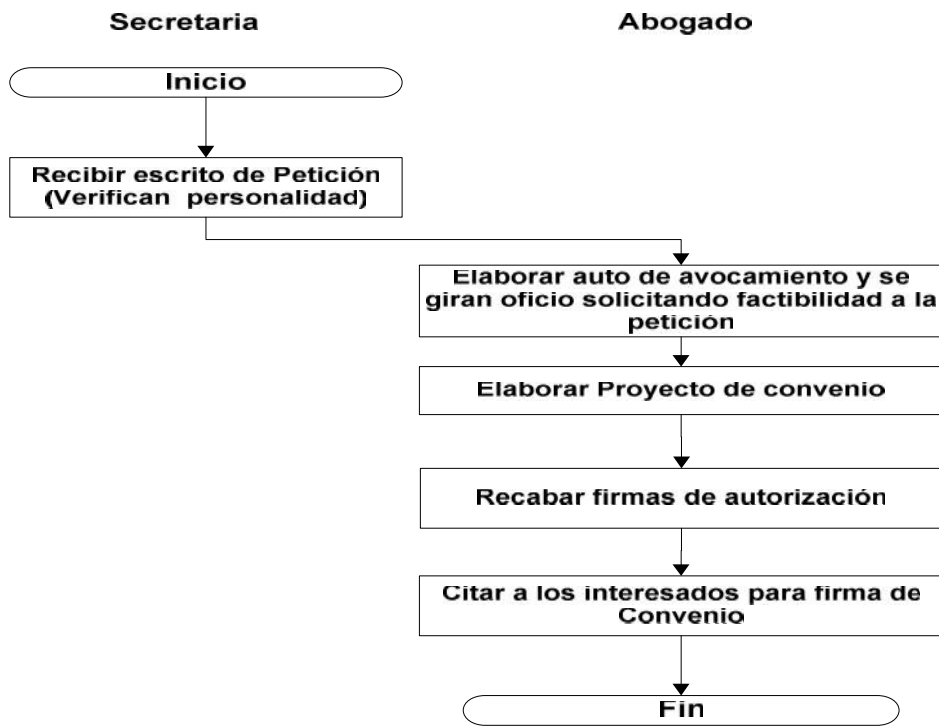 Secretaria
Abogado
Inicio
Recibir escrito de Petición
(Verifican personalidad)
Elaborar auto de avocamiento y se
giran oficio solicitando factibilidad a la
petición
Elaborar Proyecto de convenio
Recabar firmas de autorización
Citar a los interesados para firma de
Convenio
Fin